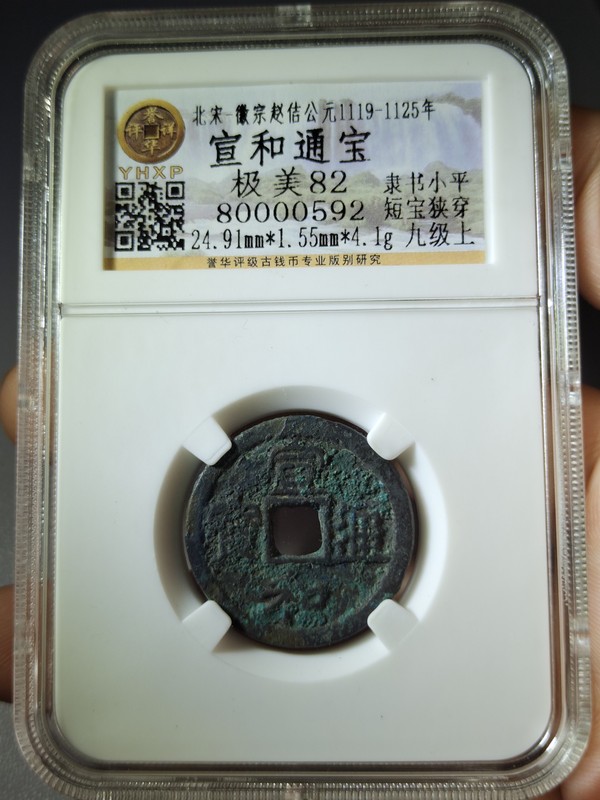 北宋-徽宗赵佶公元1119-1125年
宣和通宝
YHXP
极美82 隶书小平
80000592 短宝狭穿
24.91mm*1.55mm*4.1g 九级上
誉华评级古钱币专业版别研究
宣
寳 通
和